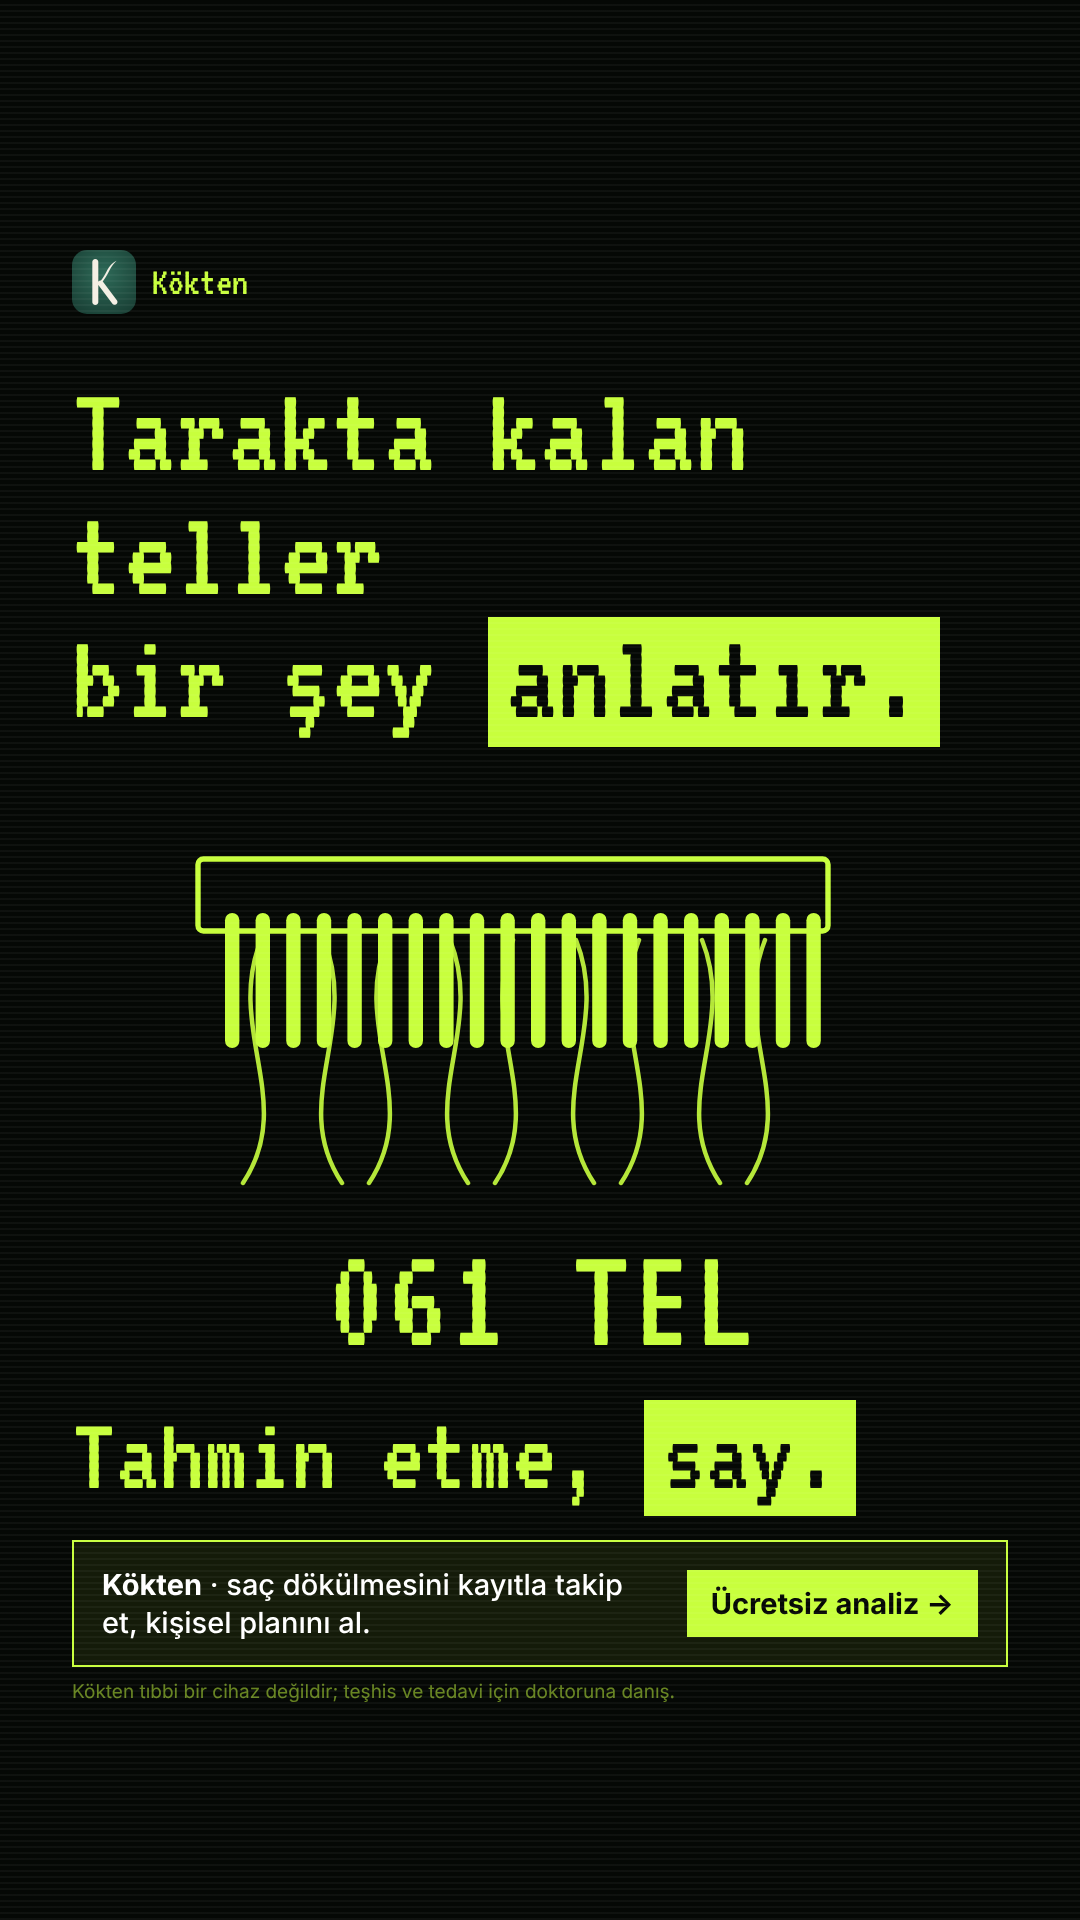 Kökten
Tarakta kalan
teller
bir şey anlatır.
061 TEL
Tahmin etme, say.
Kökten · saç dökülmesini kayıtla takip
et, kişisel planını al.
Ücretsiz analiz →
Kökten tıbbi bir cihaz değildir; teşhis ve tedavi için doktoruna danış.